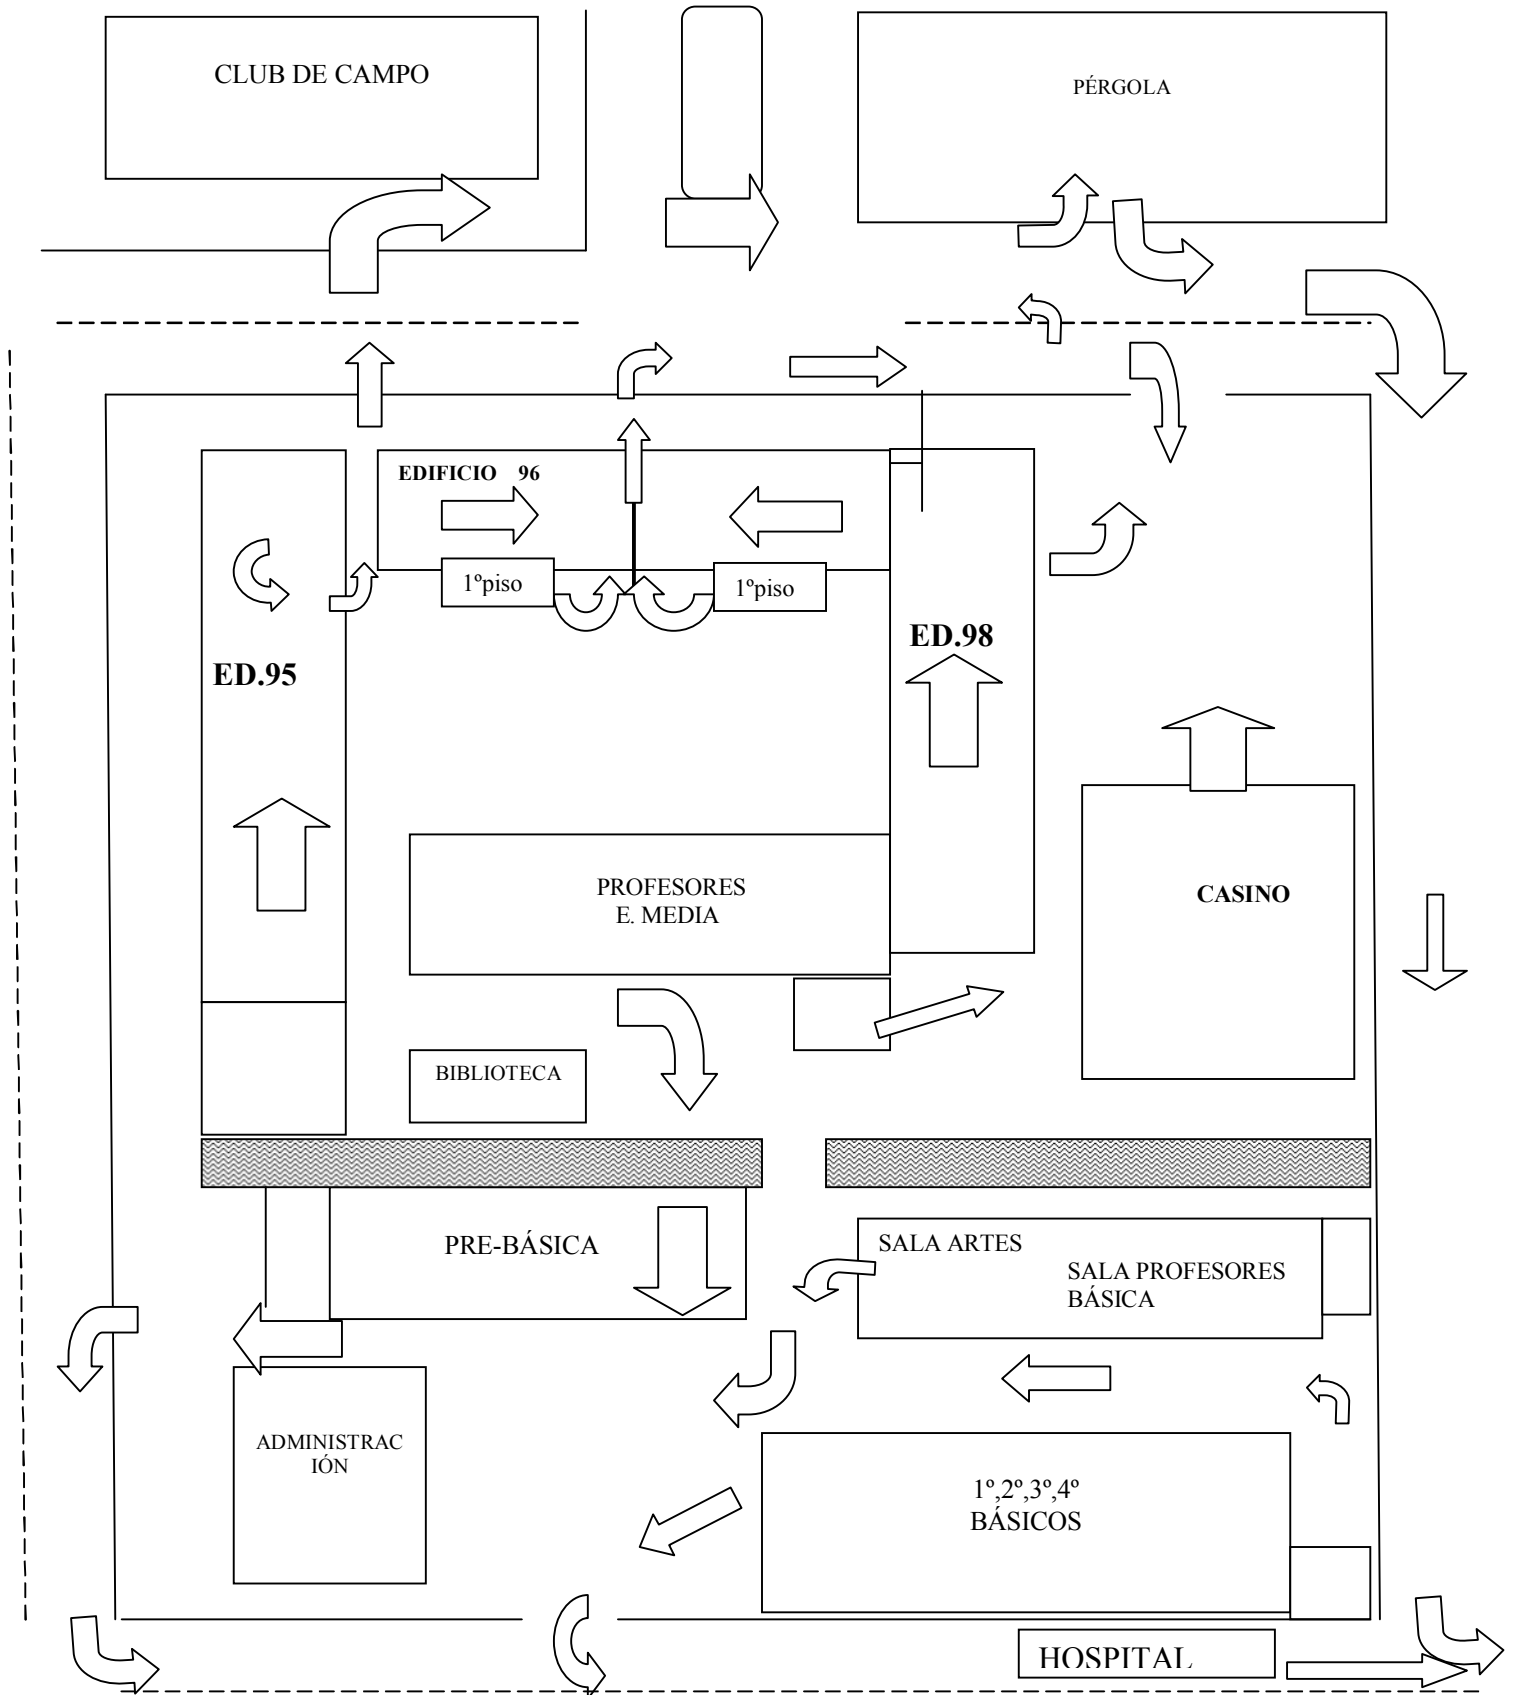 CLUB DE CAMPO
PÉRGOLA
EDIFICIO 96
1ºpiso
1ºpiso
ED.98
ED.95
PROFESORES
E. MEDIA
CASINO
BIBLIOTECA
PRE-BÁSICA
SALA ARTES
SALA PROFESORES
BÁSICA
ADMINISTRAC
IÓN
1º,2º,3º,4º
BÁSICOS
HOSPITAL